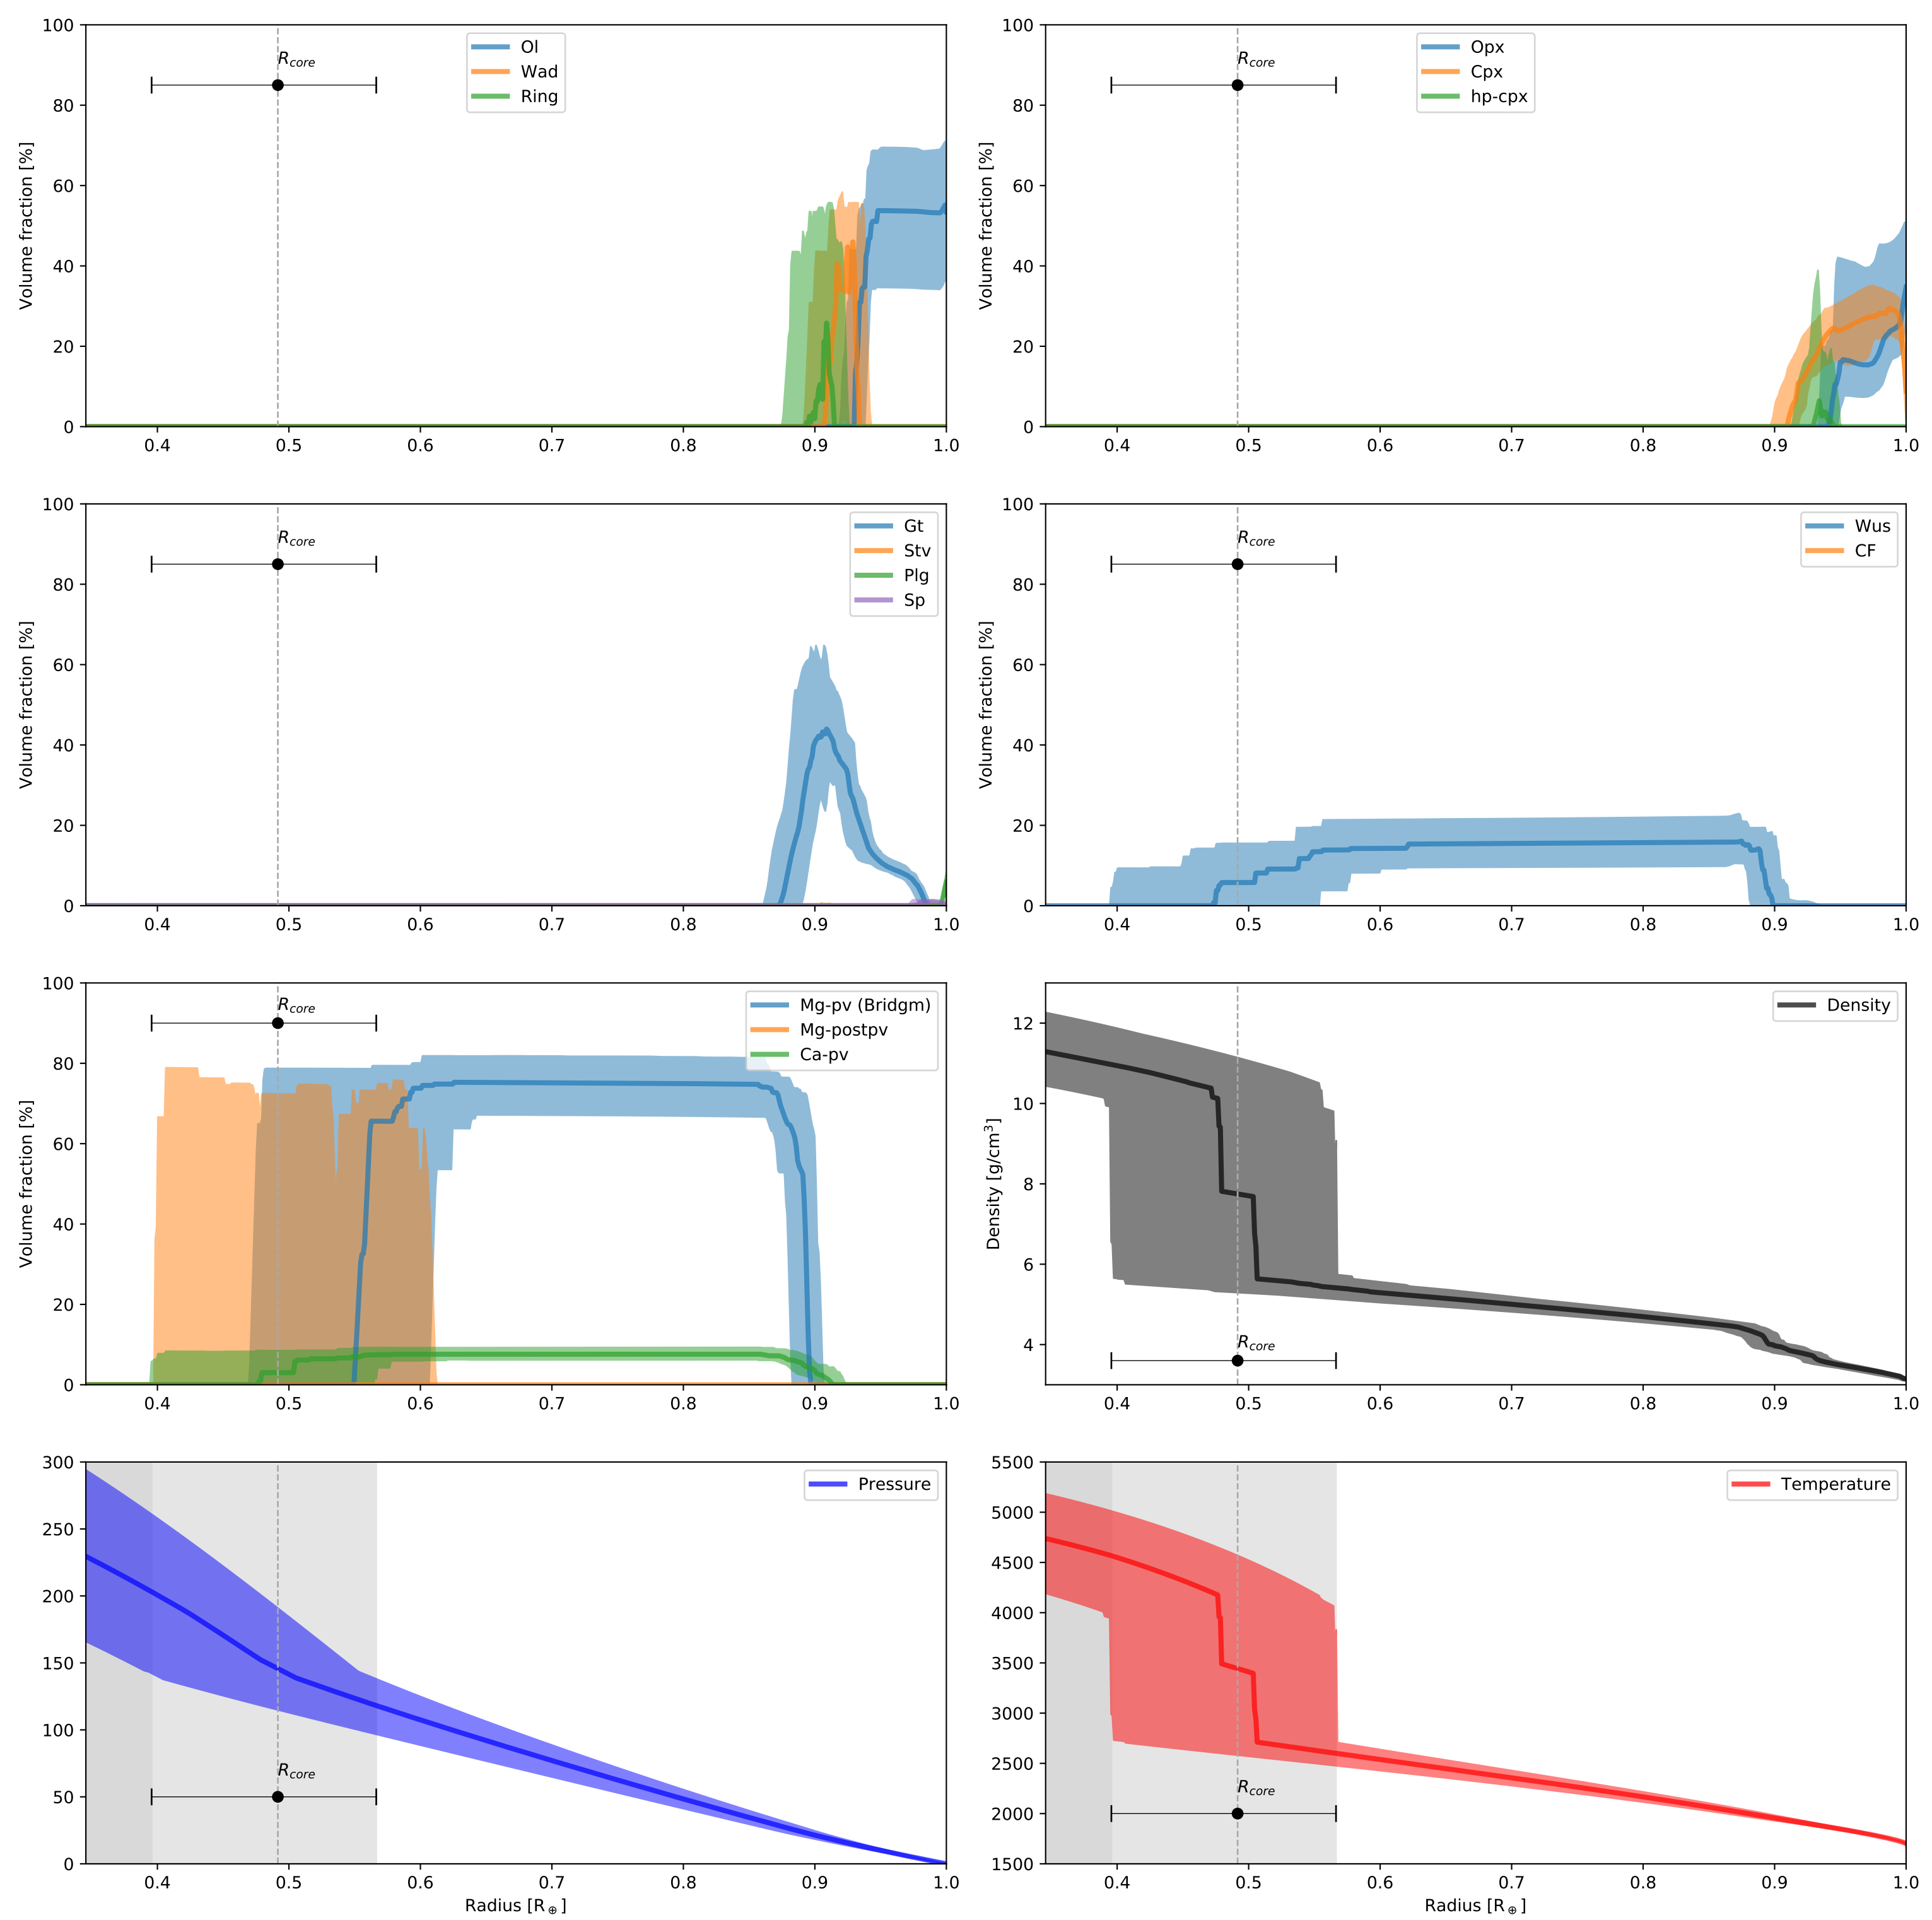 100
80
60
40
20
0
Volume fraction [%]
R_core
Ol
Wad
Ring
0.4 0.5 0.6 0.7 0.8 0.9 1.0
100
80
60
40
20
0
Volume fraction [%]
R_core
Opx
Cpx
hp-cpx
0.4 0.5 0.6 0.7 0.8 0.9 1.0
100
80
60
40
20
0
Volume fraction [%]
R_core
Gt
Stv
Plg
Sp
0.4 0.5 0.6 0.7 0.8 0.9 1.0
100
80
60
40
20
0
Volume fraction [%]
R_core
Wus
CF
0.4 0.5 0.6 0.7 0.8 0.9 1.0
100
80
60
40
20
0
Volume fraction [%]
R_core
Mg-pv (Bridgm)
Mg-postpv
Ca-pv
0.4 0.5 0.6 0.7 0.8 0.9 1.0
12
10
8
6
4
Density [g/cm³]
Density
R_core
0.4 0.5 0.6 0.7 0.8 0.9 1.0
300
250
200
150
100
50
0
Pressure
R_core
0.4 0.5 0.6 0.7 0.8 0.9 1.0
Radius [R⊕]
5500
5000
4500
4000
3500
3000
2500
2000
1500
Temperature
R_core
0.4 0.5 0.6 0.7 0.8 0.9 1.0
Radius [R⊕]